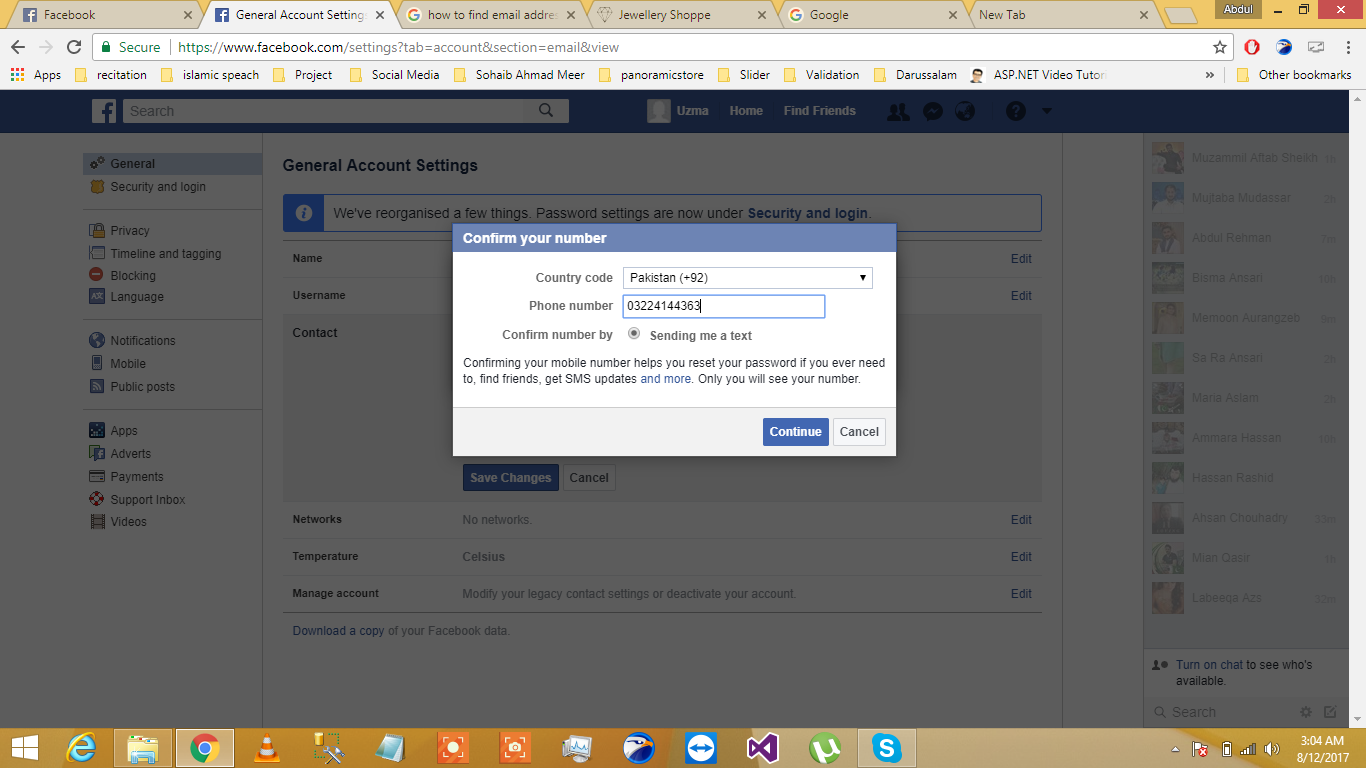 Facebook
General Account Settings
how to find email addre
Jewellery Shoppe
Google
New Tab
Abdul
Secure
https://www.facebook.com/settings?tab=account&section=email&view
Apps
recitation
islamic speach
Project
Social Media
Sohaib Ahmad Meer
panoramicstore
Slider
Validation
Darussalam
ASP.NET Video Tutor
»
Other bookmarks
Search
Uzma
Home
Find Friends
General
Security and login
Privacy
Timeline and tagging
Blocking
Language
Notifications
Mobile
Public posts
Apps
Adverts
Payments
Support Inbox
Videos
General Account Settings
We've reorganised a few things. Password settings are now under Security and login.
Name
Edit
Username
Edit
Contact
Confirm your number
Country code
Pakistan (+92)
Phone number
03224144363
Confirm number by
Sending me a text
Confirming your mobile number helps you reset your password if you ever need
to, find friends, get SMS updates and more. Only you will see your number.
Continue
Cancel
Save Changes
Cancel
Networks
No networks.
Edit
Temperature
Celsius
Edit
Manage account
Modify your legacy contact settings or deactivate your account.
Edit
Download a copy of your Facebook data.
Muzammil Aftab Sheikh 1h
Mujtaba Mudassar 2h
Abdul Rehman 7m
Bisma Ansari 10h
Memoon Aurangzeb 9m
Sa Ra Ansari 2h
Maria Aslam 2h
Ammara Hassan 10h
Hassan Rashid
Ahsan Chouhadry 33m
Mian Qasir 1h
Labeeqa Azs 32m
Turn on chat to see who's
available.
Search
3:04 AM
8/12/2017